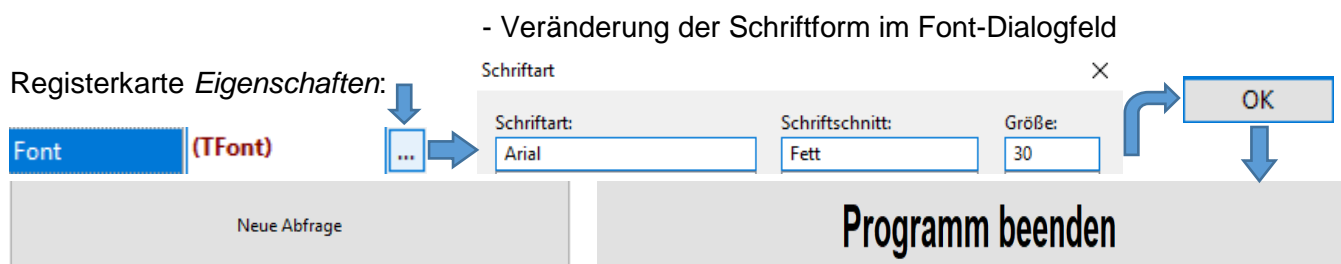 - Veränderung der Schriftform im Font-Dialogfeld
Registerkarte Eigenschaften:
Schriftart
Schriftart: Schriftschnitt: Größe:
Font (TFont) ... Arial Fett 30
OK
Neue Abfrage Programm beenden